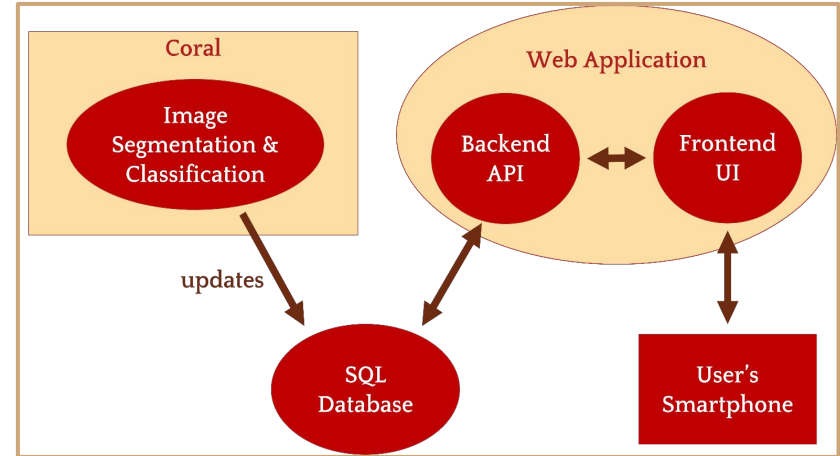 Coral
Image
Segmentation &
Classification
Web Application
Backend
API
Frontend
UI
updates
SQL
Database
User’s
Smartphone